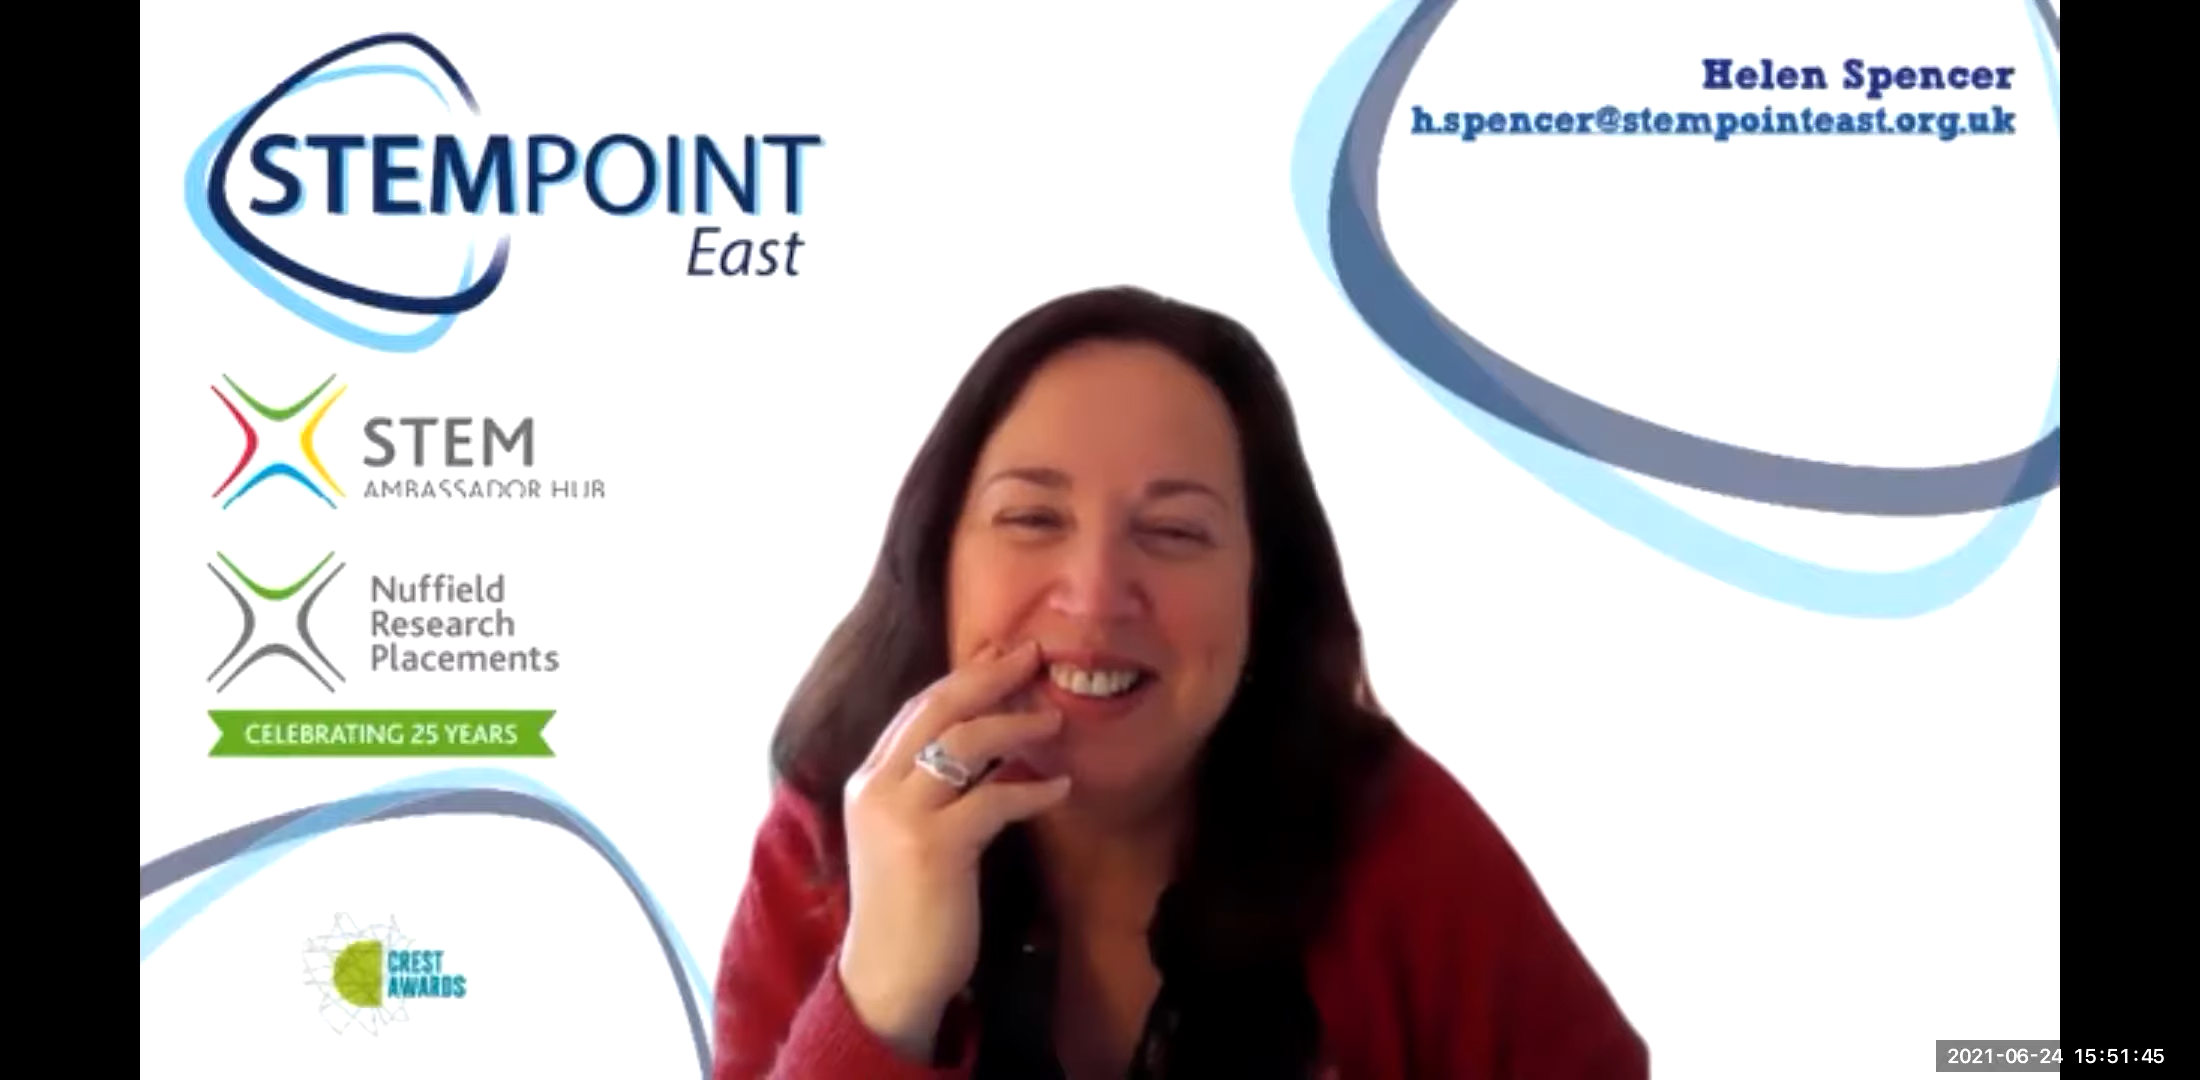 STEMPOINT
East
Helen Spencer
h.spencer@stempointeast.org.uk
STEM
AMBASSADOR HUB
Nuffield
Research
Placements
CELEBRATING 25 YEARS
CREST
AWARDS
2021-06-24 15:51:45